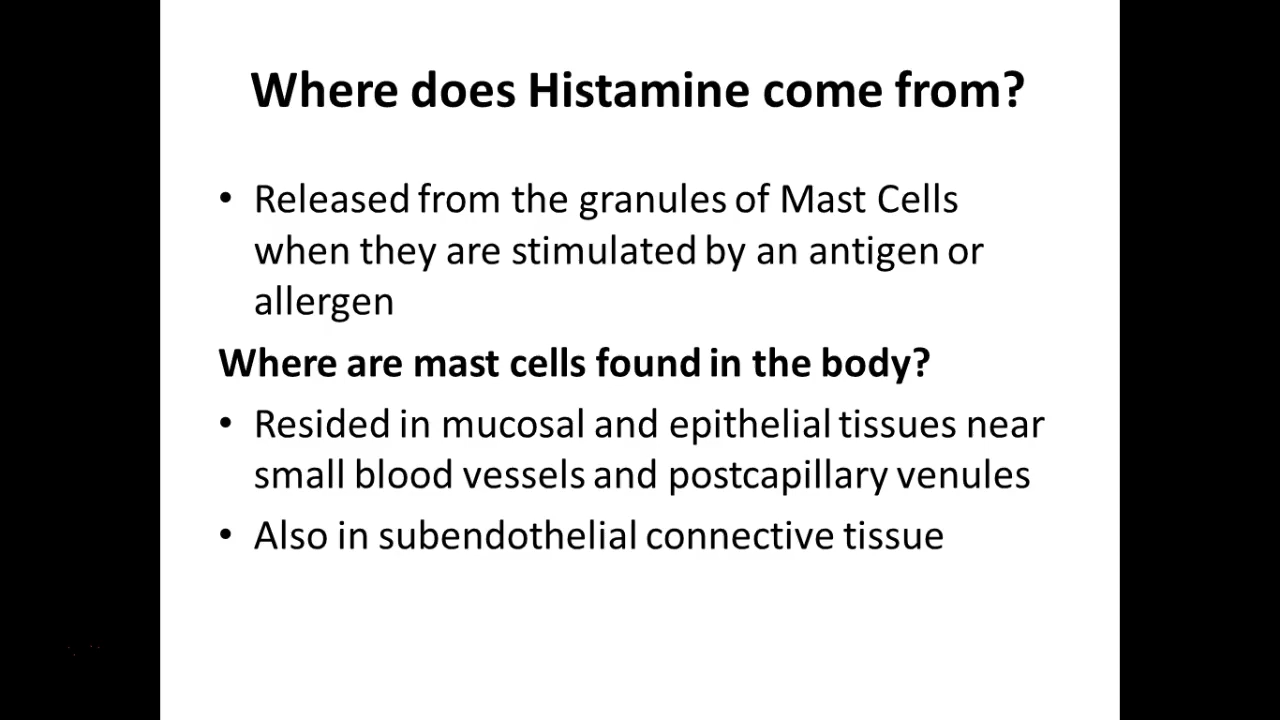 Where does Histamine come from?
• Released from the granules of Mast Cells
when they are stimulated by an antigen or
allergen
Where are mast cells found in the body?
• Resided in mucosal and epithelial tissues near
small blood vessels and postcapillary venules
• Also in subendothelial connective tissue